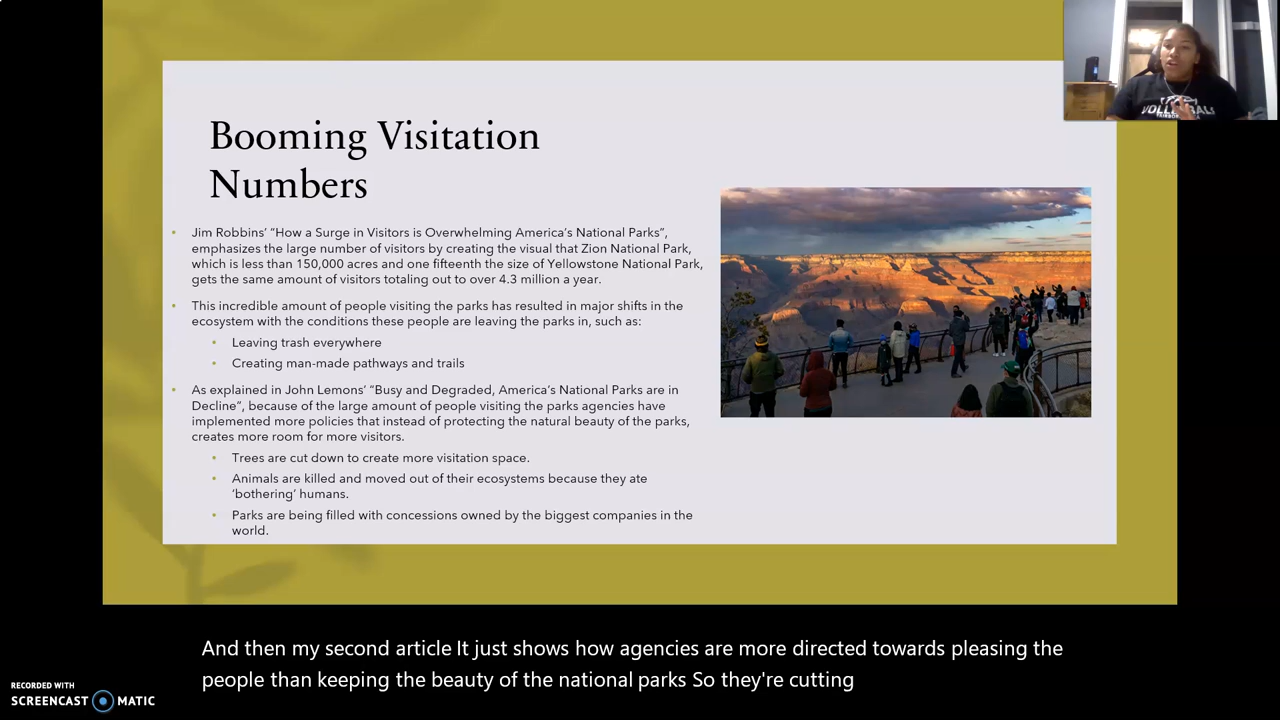 Booming Visitation
Numbers
• Jim Robbins' “How a Surge in Visitors is Overwhelming America's National Parks”,
emphasizes the large number of visitors by creating the visual that Zion National Park,
which is less than 150,000 acres and one fifteenth the size of Yellowstone National Park,
gets the same amount of visitors totaling out to over 4.3 million a year.
• This incredible amount of people visiting the parks has resulted in major shifts in the
ecosystem with the conditions these people are leaving the parks in, such as:
• Leaving trash everywhere
• Creating man-made pathways and trails
• As explained in John Lemons' “Busy and Degraded, America's National Parks are in
Decline”, because of the large amount of people visiting the parks agencies have
implemented more policies that instead of protecting the natural beauty of the parks,
creates more room for more visitors.
• Trees are cut down to create more visitation space.
• Animals are killed and moved out of their ecosystems because they ate
‘bothering’ humans.
• Parks are being filled with concessions owned by the biggest companies in the
world.
And then my second article It just shows how agencies are more directed towards pleasing the
people than keeping the beauty of the national parks So they're cutting
RECORDED WITH
SCREENCAST MATIC